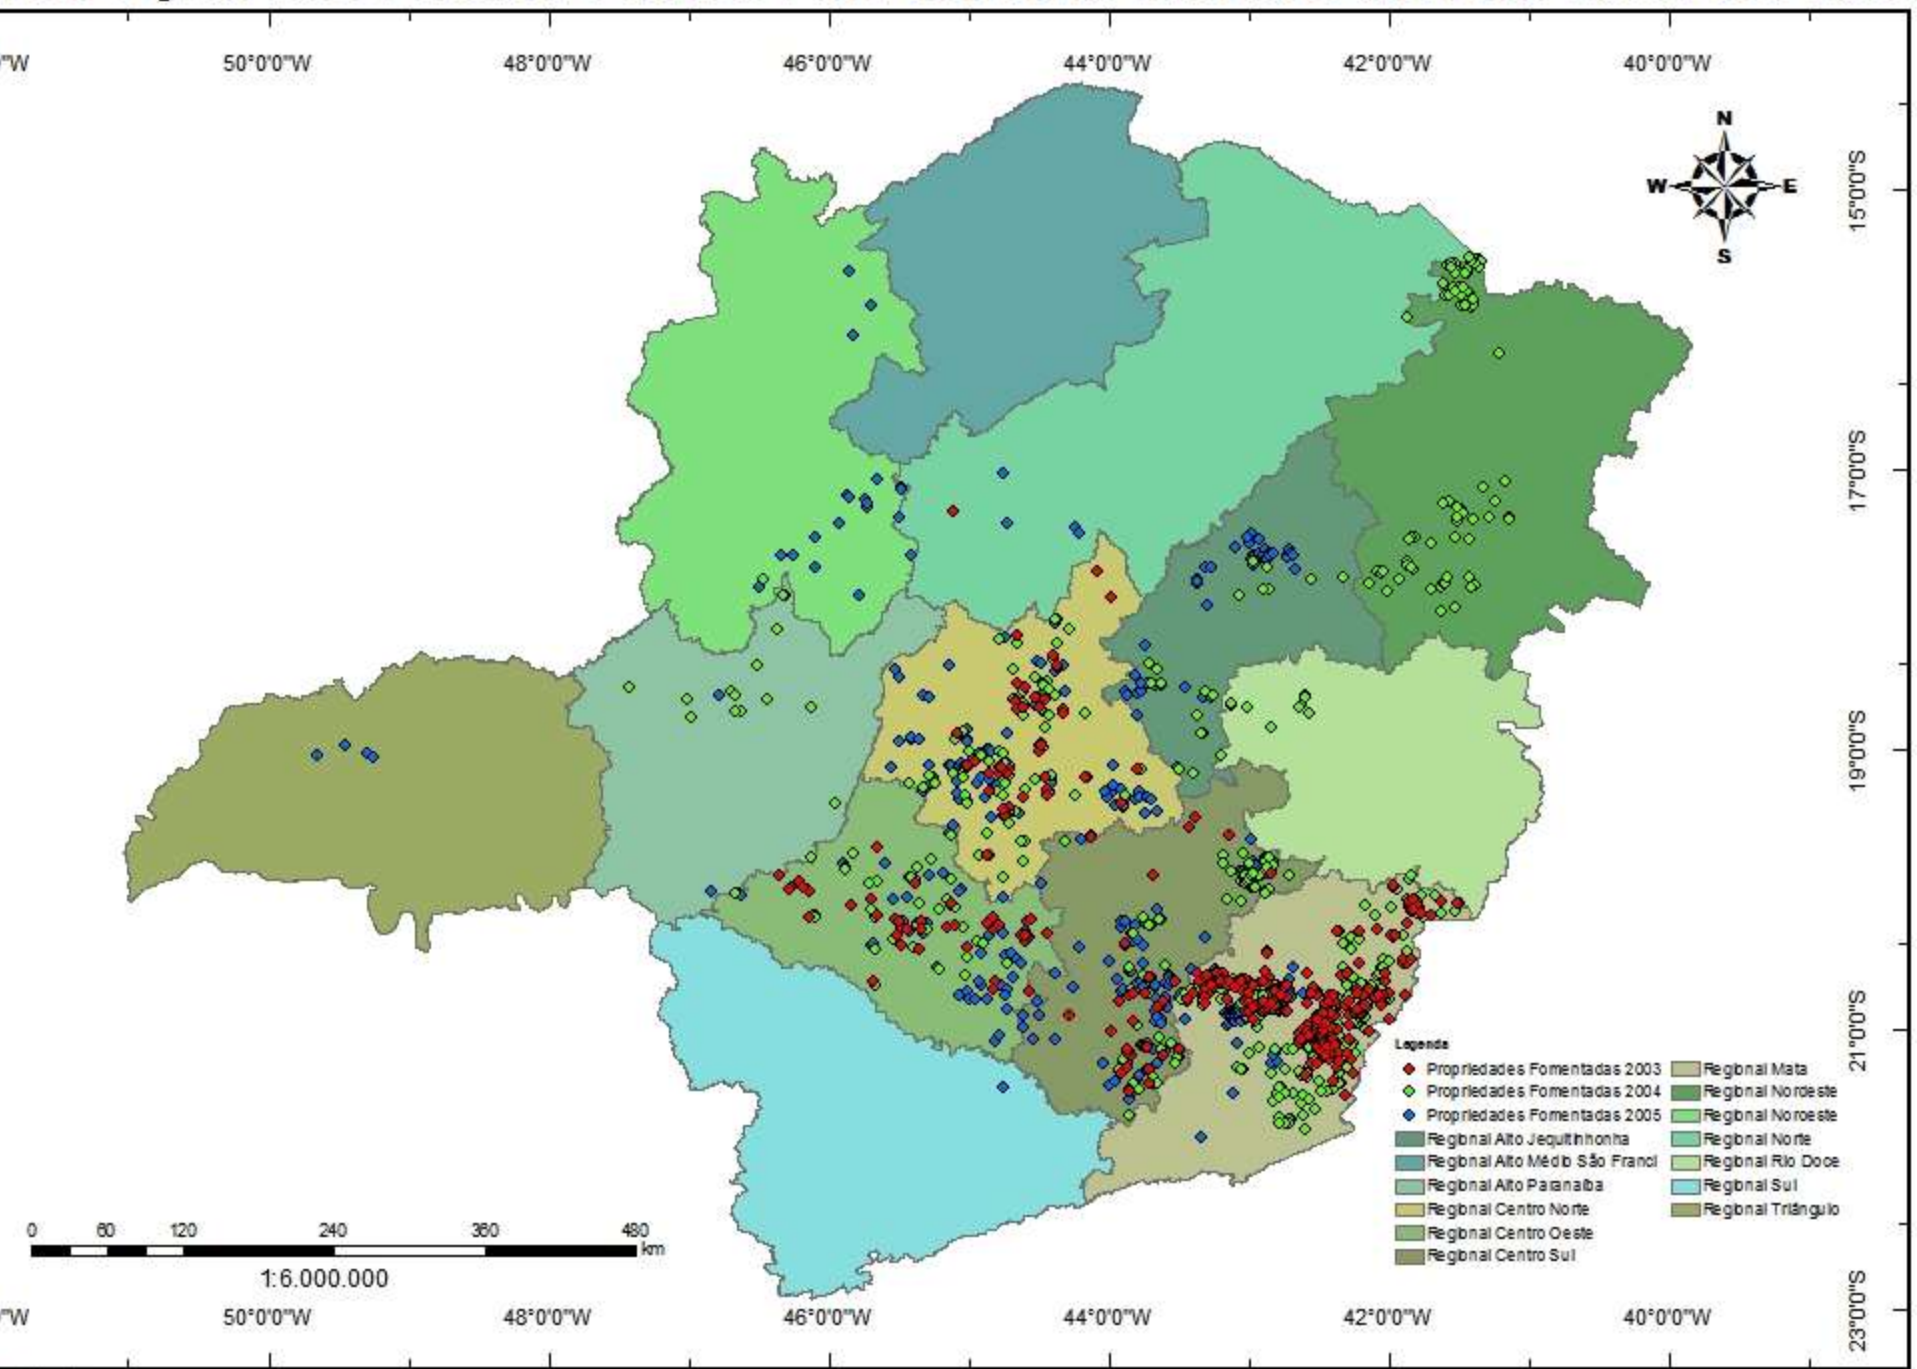 °W 50°0'0"W 48°0'0"W 46°0'0"W 44°0'0"W 42°0'0"W 40°0'0"W
N
W E
S
15°0'0"S
17°0'0"S
19°0'0"S
21°0'0"S
23°0'0"S
Legenda
Propriedades Fomentadas 2003
Propriedades Fomentadas 2004
Propriedades Fomentadas 2005
Regional Alto Jequitinhonha
Regional Alto Médio São Franci
Regional Alto Paranaíba
Regional Centro Norte
Regional Centro Oeste
Regional Centro Sul
Regional Mata
Regional Nordeste
Regional Noroeste
Regional Norte
Regional Rio Doce
Regional Sul
Regional Triângulo
0 60 120 240 360 480
km
1:6.000.000
°W 50°0'0"W 48°0'0"W 46°0'0"W 44°0'0"W 42°0'0"W 40°0'0"W